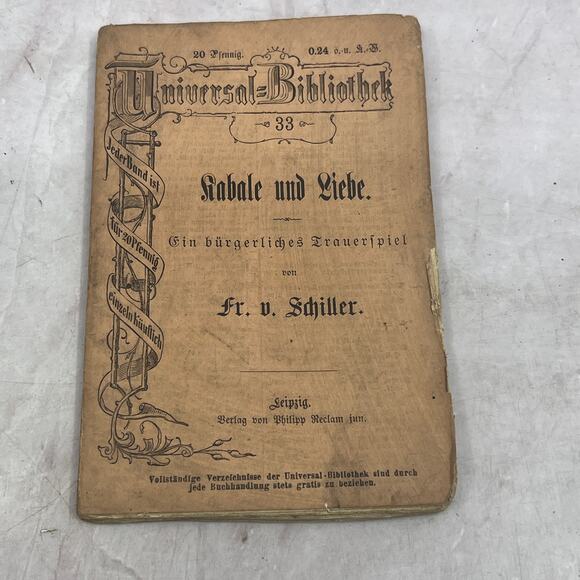 20 Pfennig. 0.24 ö.-u. K.-W.
Universal-Bibliothek
33
Jeder Band ist
für 20 Pfennig
einzeln käuflich
Kabale und Liebe.
Ein bürgerliches Trauerspiel
von
Fr. v. Schiller.
Leipzig.
Verlag von Philipp Reclam jun.
Vollständige Verzeichnisse der Universal-Bibliothek sind durch
jede Buchhandlung stets gratis zu beziehen.